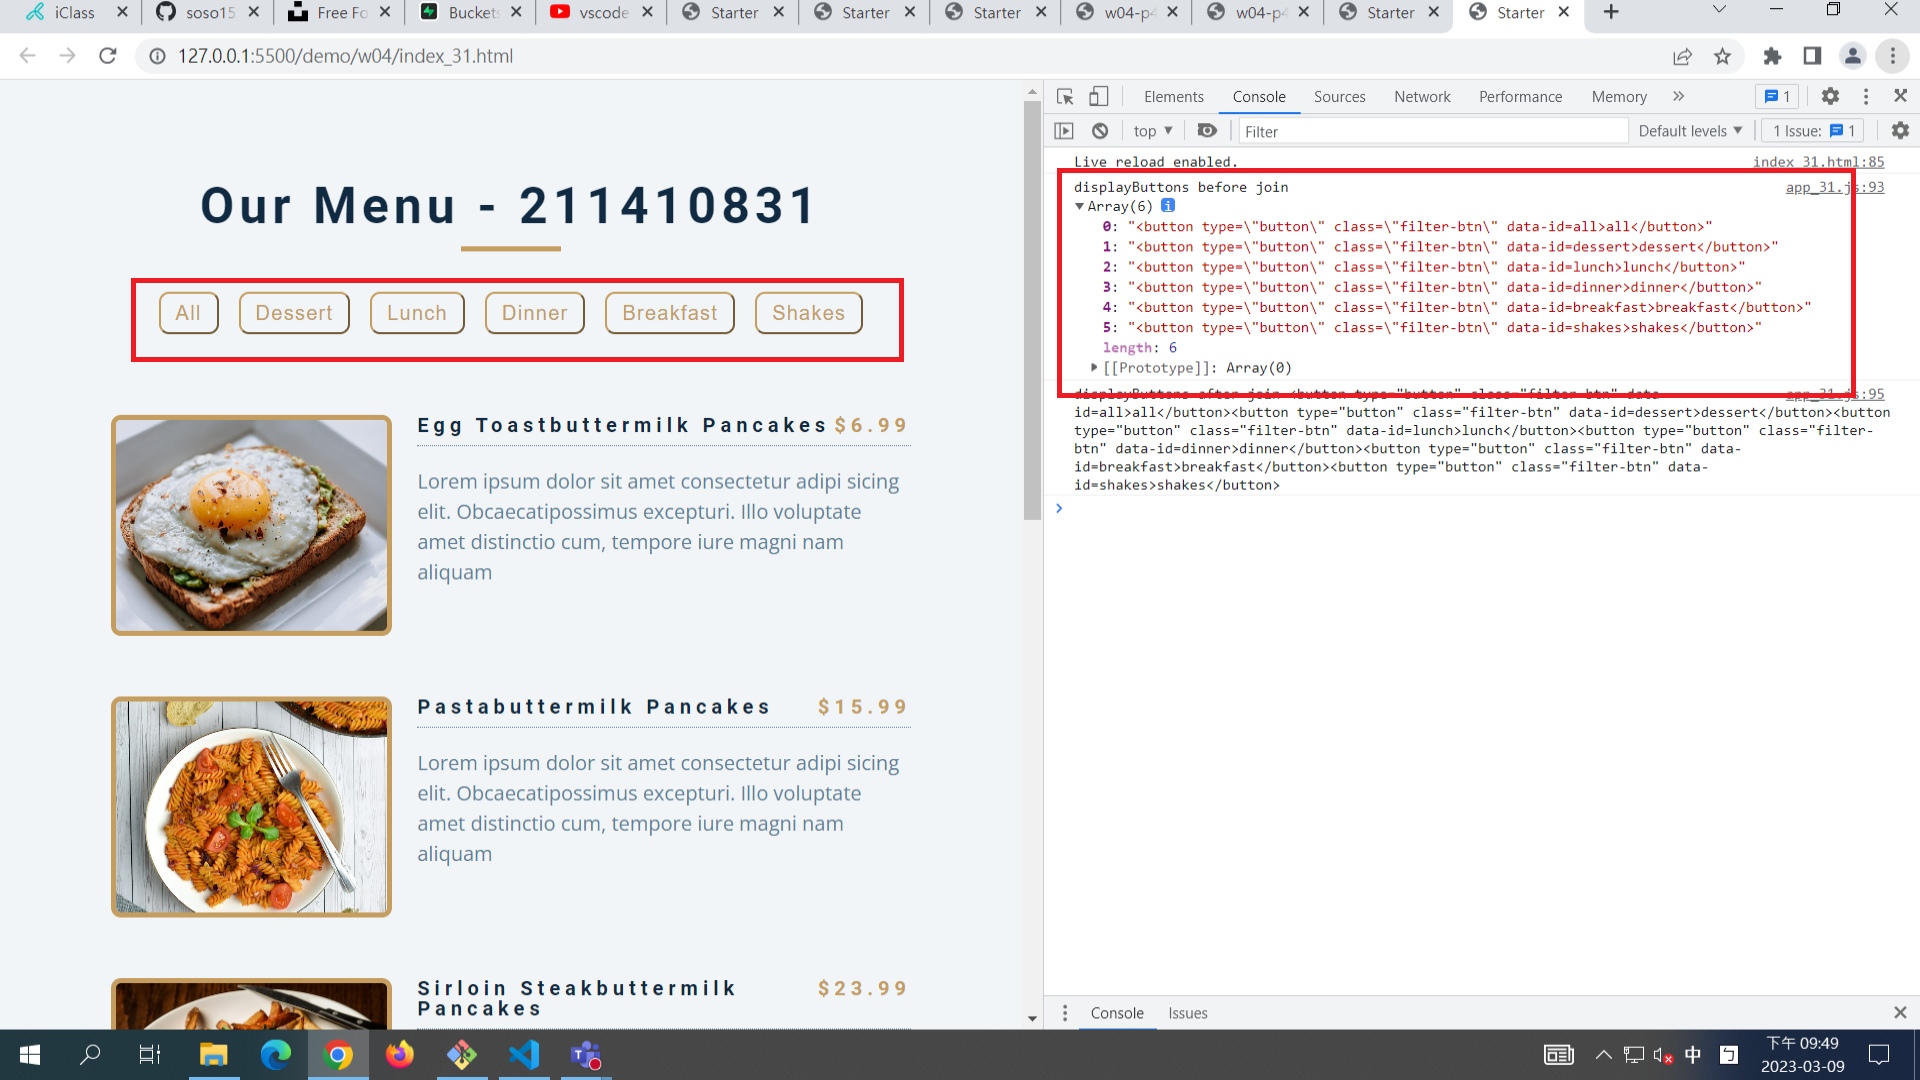 iClass
soso15
Free Fo
Bucket
vscode
Starter
Starter
Starter
w04-p4
w04-p4
Starter
Starter
127.0.0.1:5500/demo/w04/index_31.html
Our Menu - 211410831
All
Dessert
Lunch
Dinner
Breakfast
Shakes
Egg Toastbuttermilk Pancakes $6.99
Lorem ipsum dolor sit amet consectetur adipi sicing
elit. Obcaecatipossimus excepturi. Illo voluptate
amet distinctio cum, tempore iure magni nam
aliquam
Pastabuttermilk Pancakes $15.99
Lorem ipsum dolor sit amet consectetur adipi sicing
elit. Obcaecatipossimus excepturi. Illo voluptate
amet distinctio cum, tempore iure magni nam
aliquam
Sirloin Steakbuttermilk $23.99
Pancakes
Elements
Console
Sources
Network
Performance
Memory
1
top
Filter
Default levels
1 Issue: 1
Live reload enabled. index_31.html:85
displayButtons before join app_31.js:93
Array(6)
0: "<button type=\"button\" class=\"filter-btn\" data-id=all>all</button>"
1: "<button type=\"button\" class=\"filter-btn\" data-id=dessert>dessert</button>"
2: "<button type=\"button\" class=\"filter-btn\" data-id=lunch>lunch</button>"
3: "<button type=\"button\" class=\"filter-btn\" data-id=dinner>dinner</button>"
4: "<button type=\"button\" class=\"filter-btn\" data-id=breakfast>breakfast</button>"
5: "<button type=\"button\" class=\"filter-btn\" data-id=shakes>shakes</button>"
length: 6
[[Prototype]]: Array(0)
displayButtons after join <button type="button" class="filter-btn" data- app_31.js:95
id=all>all</button><button type="button" class="filter-btn" data-id=dessert>dessert</button><button
type="button" class="filter-btn" data-id=lunch>lunch</button><button type="button" class="filter-
btn" data-id=dinner>dinner</button><button type="button" class="filter-btn" data-
id=breakfast>breakfast</button><button type="button" class="filter-btn" data-
id=shakes>shakes</button>
Console
Issues
中
ㄅ
下午 09:49
2023-03-09